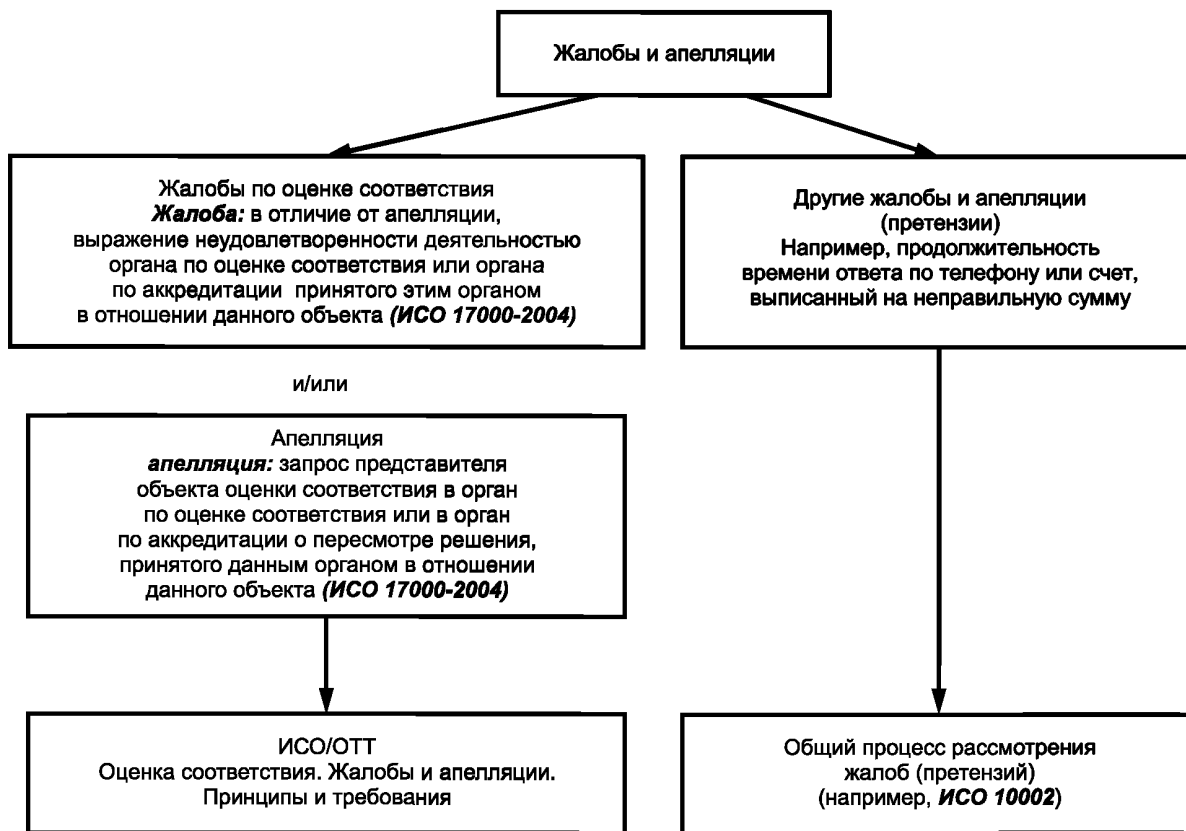 Жалобы и апелляции
Жалобы по оценке соответствия
Жалоба: в отличие от апелляции,
выражение неудовлетворенности деятельностью
органа по оценке соответствия или органа
по аккредитации принятого этим органом
в отношении данного объекта (ИСО 17000-2004)
и/или
Апелляция
апелляция: запрос представителя
объекта оценки соответствия в орган
по оценке соответствия или в орган
по аккредитации о пересмотре решения,
принятого данным органом в отношении
данного объекта (ИСО 17000-2004)
ИСО/ОТТ
Оценка соответствия. Жалобы и апелляции.
Принципы и требования
Другие жалобы и апелляции
(претензии)
Например, продолжительность
времени ответа по телефону или счет,
выписанный на неправильную сумму
Общий процесс рассмотрения
жалоб (претензий)
(например, ИСО 10002)